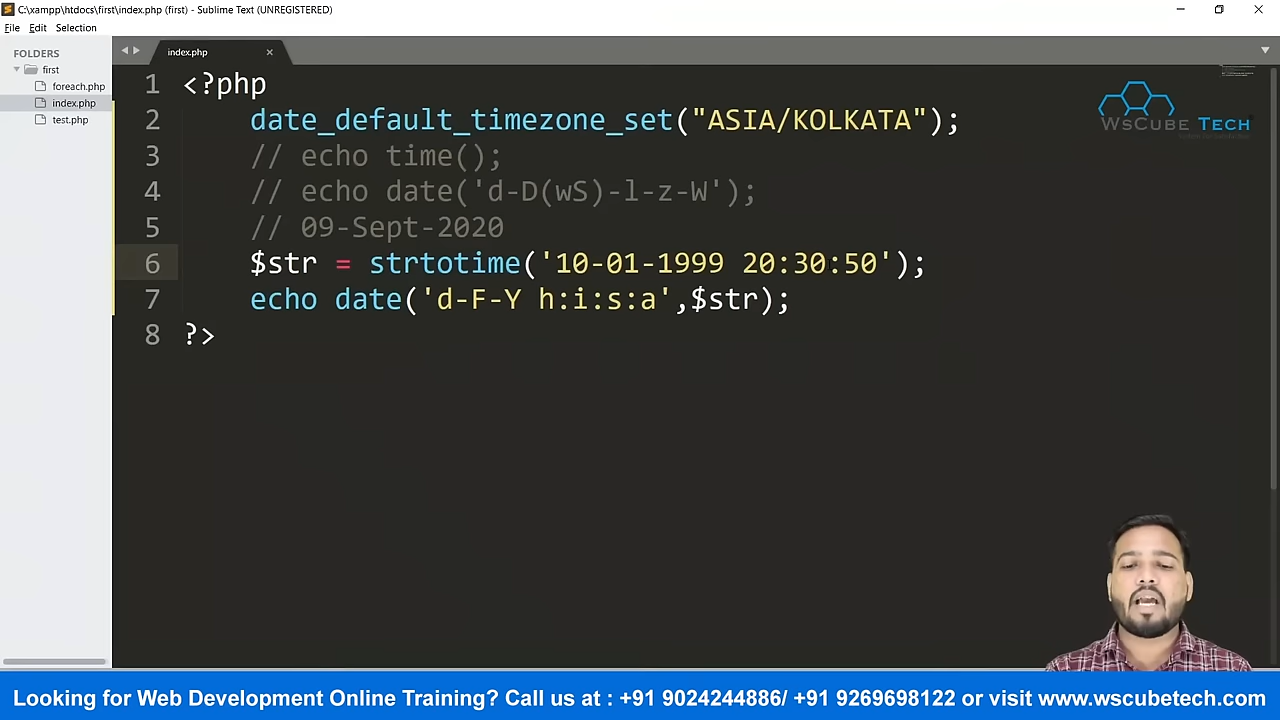 C:\xampp\htdocs\first\index.php (first) - Sublime Text (UNREGISTERED)
File Edit Selection
FOLDERS
first
foreach.php
index.php
test.php
index.php
1 <?php
2 date_default_timezone_set("ASIA/KOLKATA");
3 // echo time();
4 // echo date('d-D(wS)-l-z-W');
5 // 09-Sept-2020
6 $str = strtotime('10-01-1999 20:30:50');
7 echo date('d-F-Y h:i:s:a',$str);
8 ?>
WsCube Tech
Looking for Web Development Online Training? Call us at : +91 9024244886/ +91 9269698122 or visit www.wscubetech.com